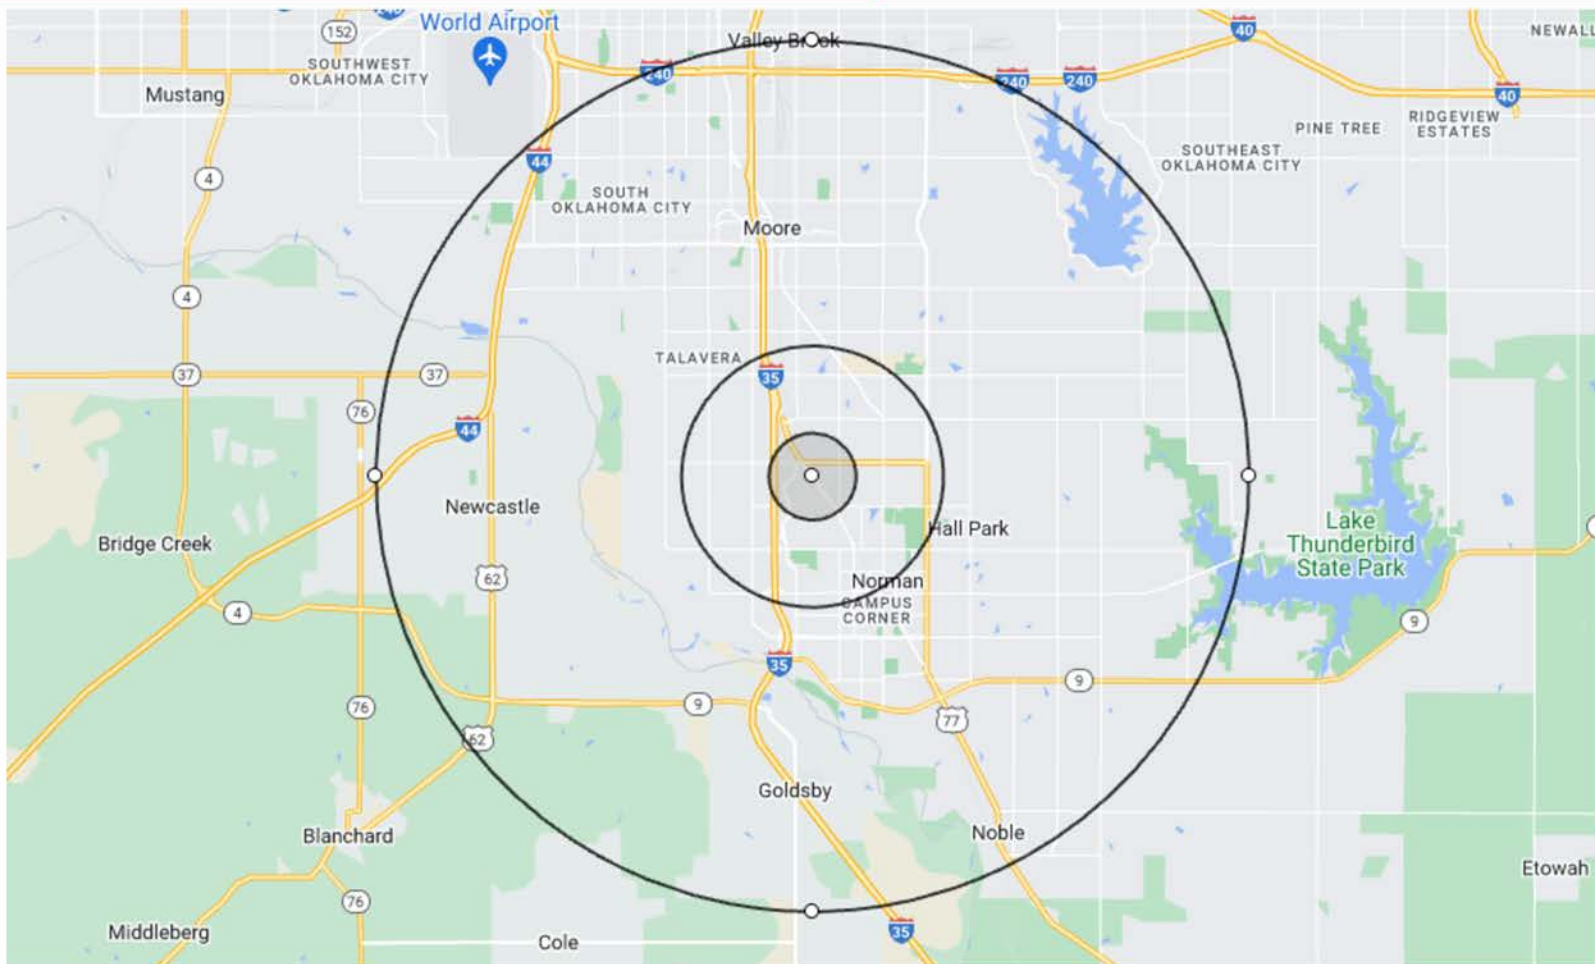 World Airport
152
40
NEWALL
Valley Brook
SOUTHWEST
OKLAHOMA CITY
240
240
240
Mustang
40
RIDGEVIEW
ESTATES
PINE TREE
44
SOUTHEAST
OKLAHOMA CITY
4
SOUTH
OKLAHOMA CITY
Moore
4
TALAVERA
37
37
35
76
44
Newcastle
Hall Park
Lake
Thunderbird
State Park
Bridge Creek
62
Norman
CAMPUS
CORNER
4
9
35
9
76
9
77
62
Goldsby
Blanchard
Noble
Etowah
76
Middleberg
Cole
35